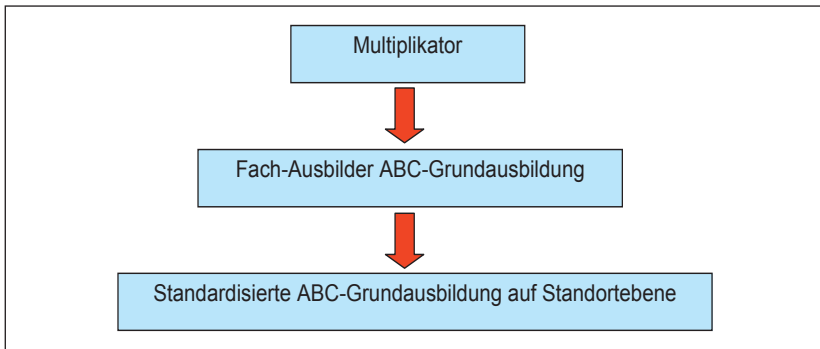 Multiplikator
Fach-Ausbilder ABC-Grundausbildung
Standardisierte ABC-Grundausbildung auf Standortebene